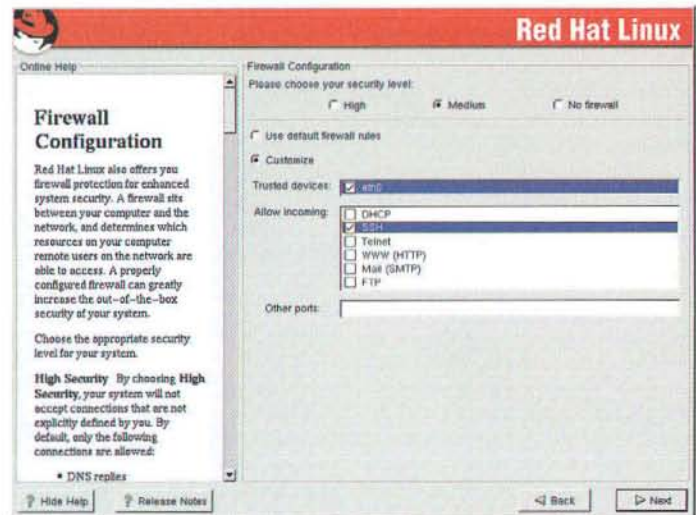 Red Hat Linux
Online Help
Firewall
Configuration
Red Hat Linux also offers you
firewall protection for enhanced
system security. A firewall sits
between your computer and the
network, and determines which
resources on your computer
remote users on the network are
able to access. A properly
configured firewall can greatly
increase the out-of-the-box
security of your system.
Choose the appropriate security
level for your system.
High Security By choosing High
Security, your system will not
accept connections that are not
explicitly defined by you. By
default, only the following
connections are allowed:
• DNS replies
Firewall Configuration
Please choose your security level:
High Medium No firewall
Use default firewall rules
Customize
Trusted devices: eth0
Allow incoming: DHCP
SSH
Telnet
WWW (HTTP)
Mail (SMTP)
FTP
Other ports:
? Hide Help ? Release Notes Back Next